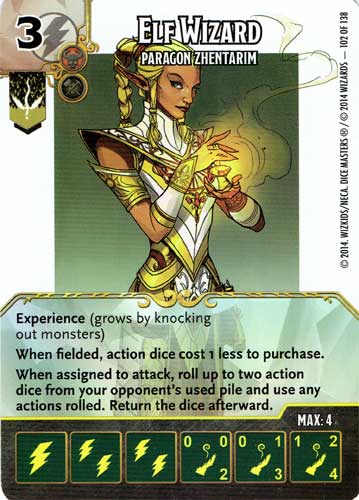 3
ELF WIZARD
PARAGON ZHENTARIM
© 2014. WIZKIDS/NECA. DICE MASTERS ® / © 2014 WIZARDS — 102 OF 138
Experience (grows by knocking
out monsters)
When fielded, action dice cost 1 less to purchase.
When assigned to attack, roll up to two action
dice from your opponent's used pile and use any
actions rolled. Return the dice afterward.
MAX: 4
0 0 0 1 1 2
2 3 4